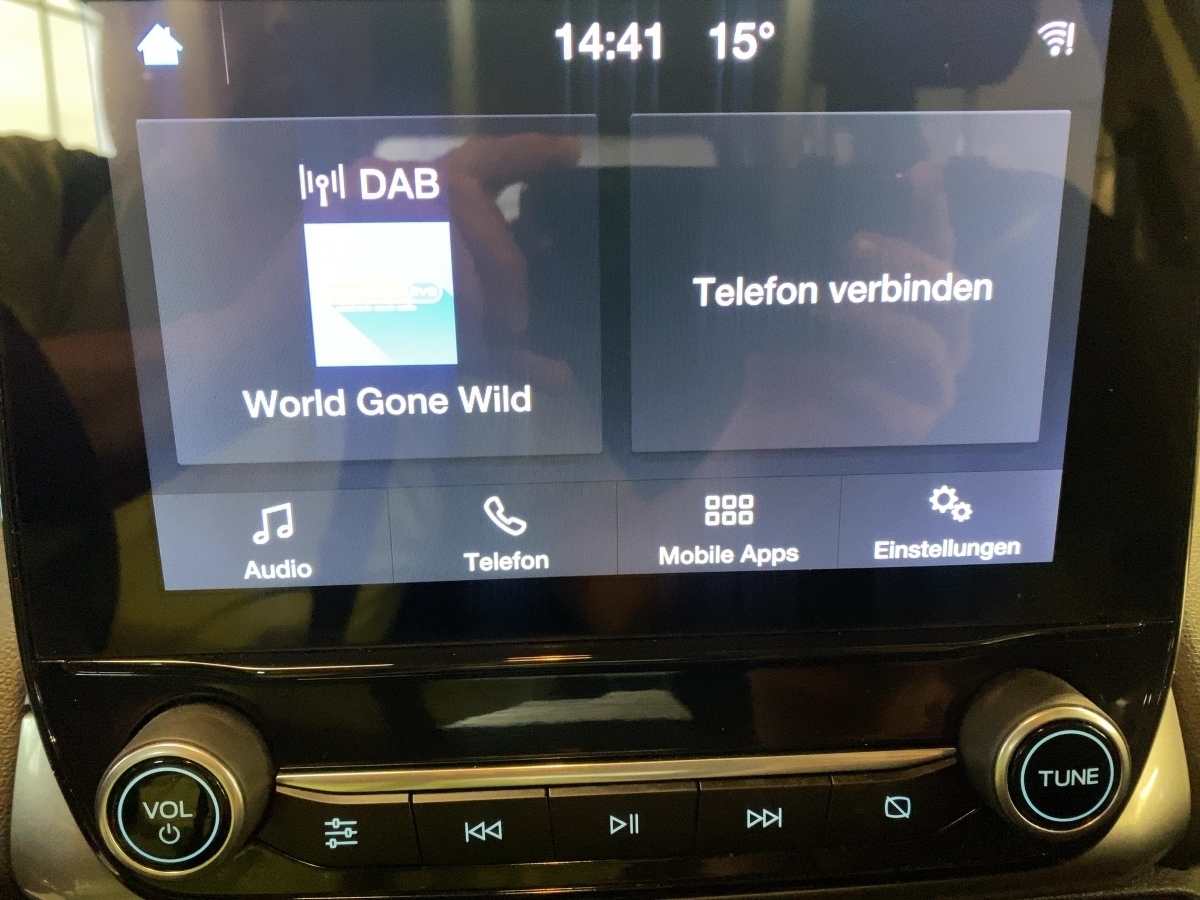 14:41 15°
DAB
World Gone Wild
Telefon verbinden
Audio
Telefon
Mobile Apps
Einstellungen
VOL
TUNE